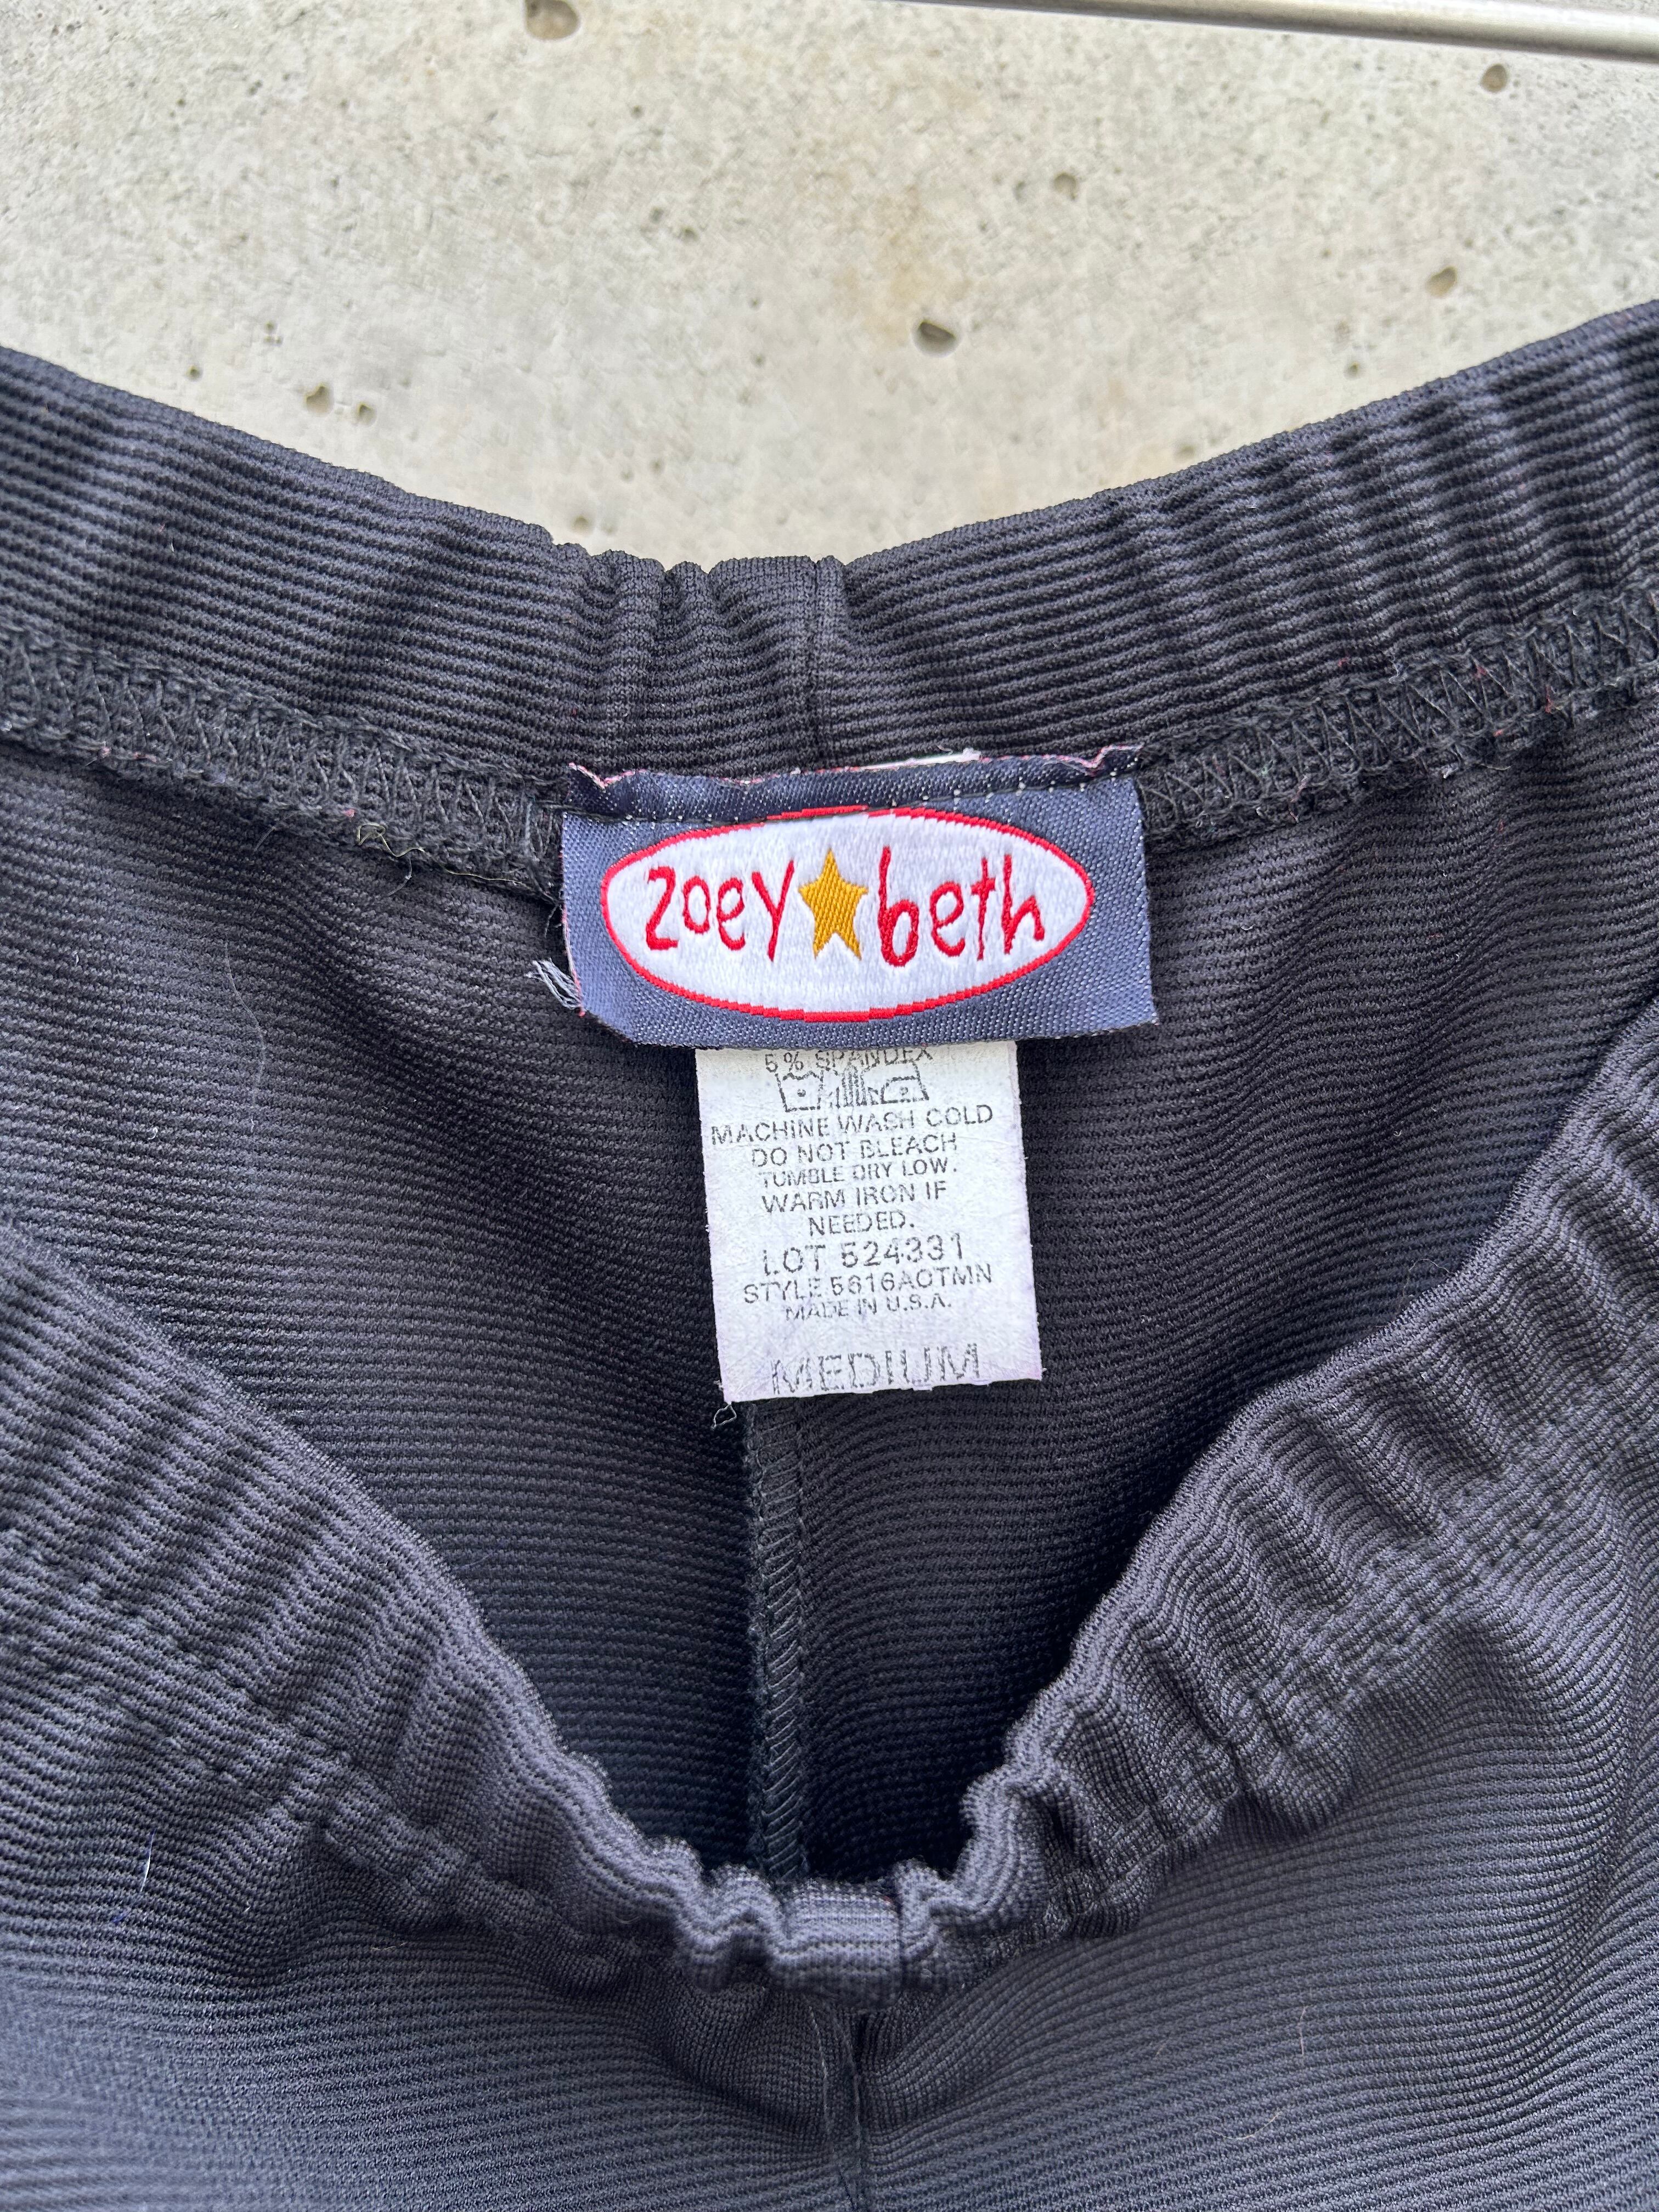 zoey beth
5% SPANDEX
MACHINE WASH COLD
DO NOT BLEACH
TUMBLE DRY LOW.
WARM IRON IF
NEEDED.
LOT 524331
STYLE 5616AOTMN
MADE IN U.S.A.
MEDIUM